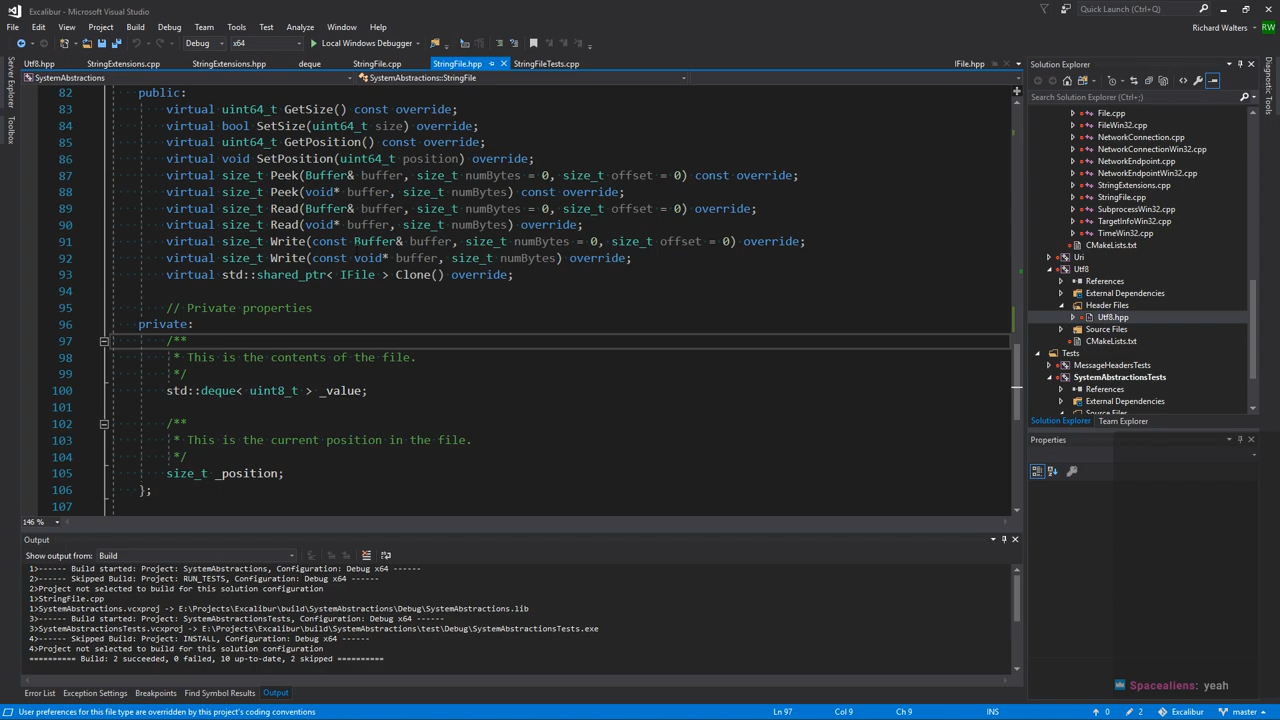 Excalibur - Microsoft Visual Studio
Quick Launch (Ctrl+Q)
File Edit View Project Build Debug Team Tools Test Analyze Window Help
Richard Walters RW
Debug x64 Local Windows Debugger
Utf8.hpp StringExtensions.cpp StringExtensions.hpp deque StringFile.cpp StringFile.hpp StringFileTests.cpp IFile.hpp
SystemAbstractions SystemAbstractions::StringFile
82 public:
83 virtual uint64_t GetSize() const override;
84 virtual bool SetSize(uint64_t size) override;
85 virtual uint64_t GetPosition() const override;
86 virtual void SetPosition(uint64_t position) override;
87 virtual size_t Peek(Buffer& buffer, size_t numBytes = 0, size_t offset = 0) const override;
88 virtual size_t Peek(void* buffer, size_t numBytes) const override;
89 virtual size_t Read(Buffer& buffer, size_t numBytes = 0, size_t offset = 0) override;
90 virtual size_t Read(void* buffer, size_t numBytes) override;
91 virtual size_t Write(const Buffer& buffer, size_t numBytes = 0, size_t offset = 0) override;
92 virtual size_t Write(const void* buffer, size_t numBytes) override;
93 virtual std::shared_ptr< IFile > Clone() override;
94
95 // Private properties
96 private:
97 /**
98 * This is the contents of the file.
99 */
100 std::deque< uint8_t > _value;
101
102 /**
103 * This is the current position in the file.
104 */
105 size_t _position;
106 };
107
146 %
Server Explorer
Toolbox
Solution Explorer
Search Solution Explorer (Ctrl+;)
File.cpp
FileWin32.cpp
NetworkConnection.cpp
NetworkConnectionWin32.cpp
NetworkEndpoint.cpp
NetworkEndpointWin32.cpp
StringExtensions.cpp
StringFile.cpp
SubprocessWin32.cpp
TargetInfoWin32.cpp
TimeWin32.cpp
CMakeLists.txt
Uri
Utf8
References
External Dependencies
Header Files
Utf8.hpp
Source Files
CMakeLists.txt
Tests
MessageHeadersTests
SystemAbstractionsTests
References
External Dependencies
Source Files
Solution Explorer Team Explorer
Properties
Diagnostic Tools
Output
Show output from: Build
1>------ Build started: Project: SystemAbstractions, Configuration: Debug x64 ------
2>------ Skipped Build: Project: RUN_TESTS, Configuration: Debug x64 ------
2>Project not selected to build for this solution configuration
1>StringFile.cpp
1>SystemAbstractions.vcxproj -> E:\Projects\Excalibur\build\SystemAbstractions\Debug\SystemAbstractions.lib
3>------ Build started: Project: SystemAbstractionsTests, Configuration: Debug x64 ------
3>SystemAbstractionsTests.vcxproj -> E:\Projects\Excalibur\build\SystemAbstractions\test\Debug\SystemAbstractionsTests.exe
4>------ Skipped Build: Project: INSTALL, Configuration: Debug x64 ------
4>Project not selected to build for this solution configuration
========== Build: 2 succeeded, 0 failed, 10 up-to-date, 2 skipped ==========
Spacealiens: yeah
Error List Exception Settings Breakpoints Find Symbol Results Output
User preferences for this file type are overridden by this project's coding conventions Ln 97 Col 9 Ch 9 INS 0 2 Excalibur master